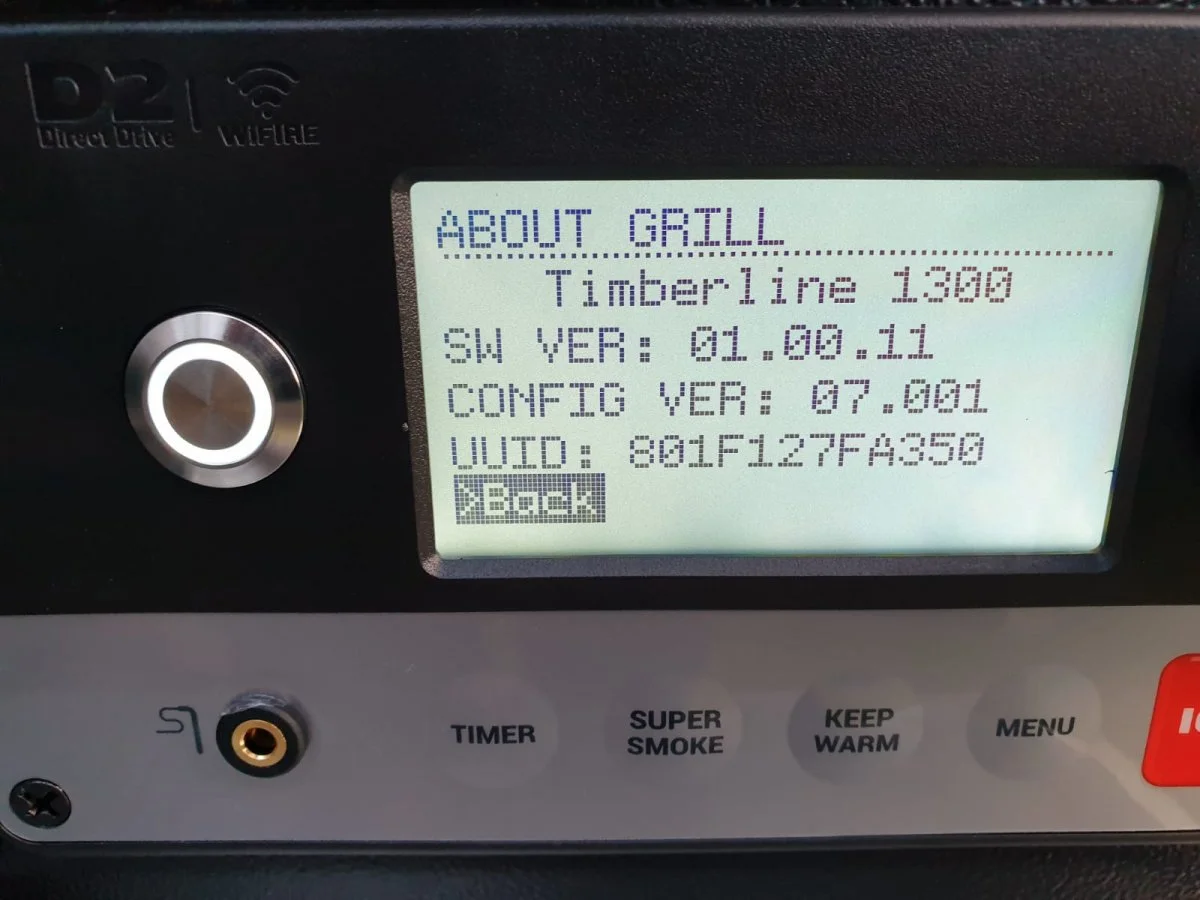 D2
Direct Drive
WiFIRE
ABOUT GRILL
Timberline 1300
SW VER: 01.00.11
CONFIG VER: 07.001
UUID: 801F127FA350
>Back
TIMER
SUPER
SMOKE
KEEP
WARM
MENU